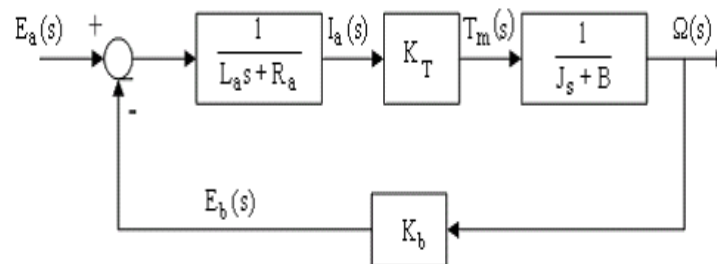 E_a(s) + 1 I_a(s) K_T T_m(s) 1 Ω(s)
L_a s + R_a J_s + B
-
E_b(s) K_b